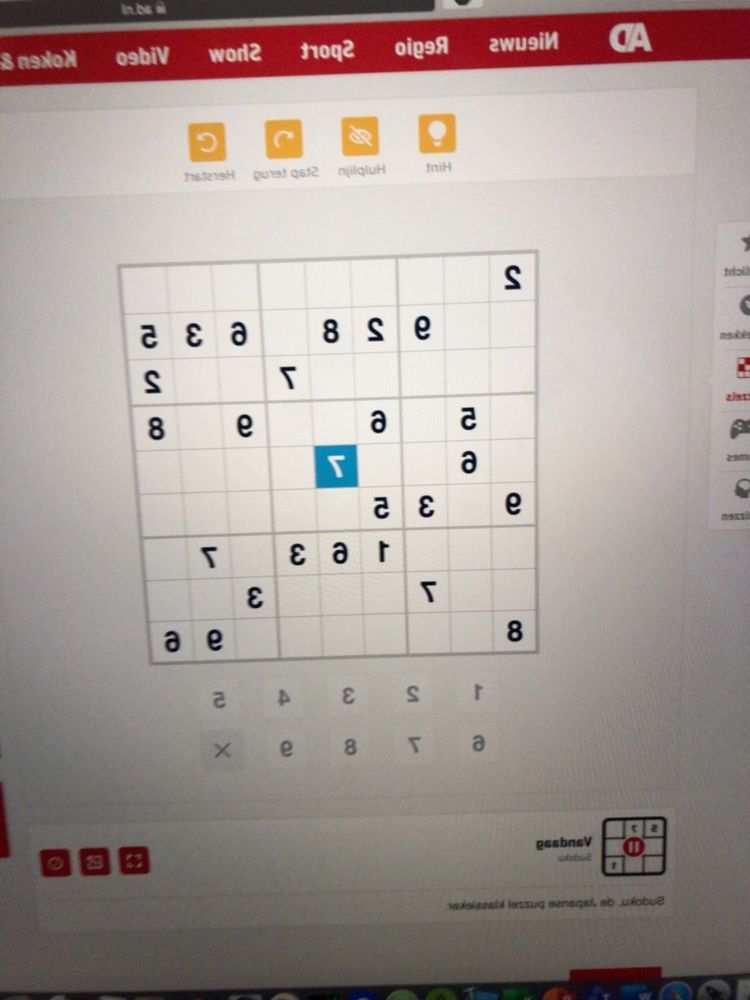 ad.nl
AD Nieuws Regio Sport Show Video Koken &
Hint Hulplijn Stap terug Herstart
2
9 2 8 6 3 5
7 2
5 6 9 8
6 7
9 3 5
1 6 3 7
7 3
8 9 6
1 2 3 4 5
6 7 8 9 X
Vandaag
Sudoku
Sudoku, de Japanse puzzel klassieker.